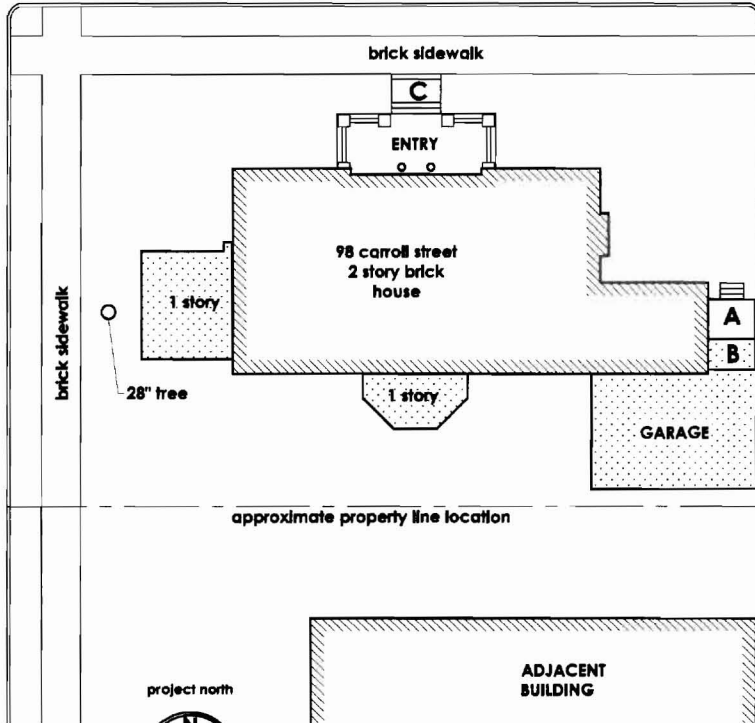 brick sidewalk
C
ENTRY
98 carroll street
2 story brick
house
1 story
A
B
brick sidewalk
28" tree
1 story
GARAGE
approximate property line location
ADJACENT
BUILDING
project north
N